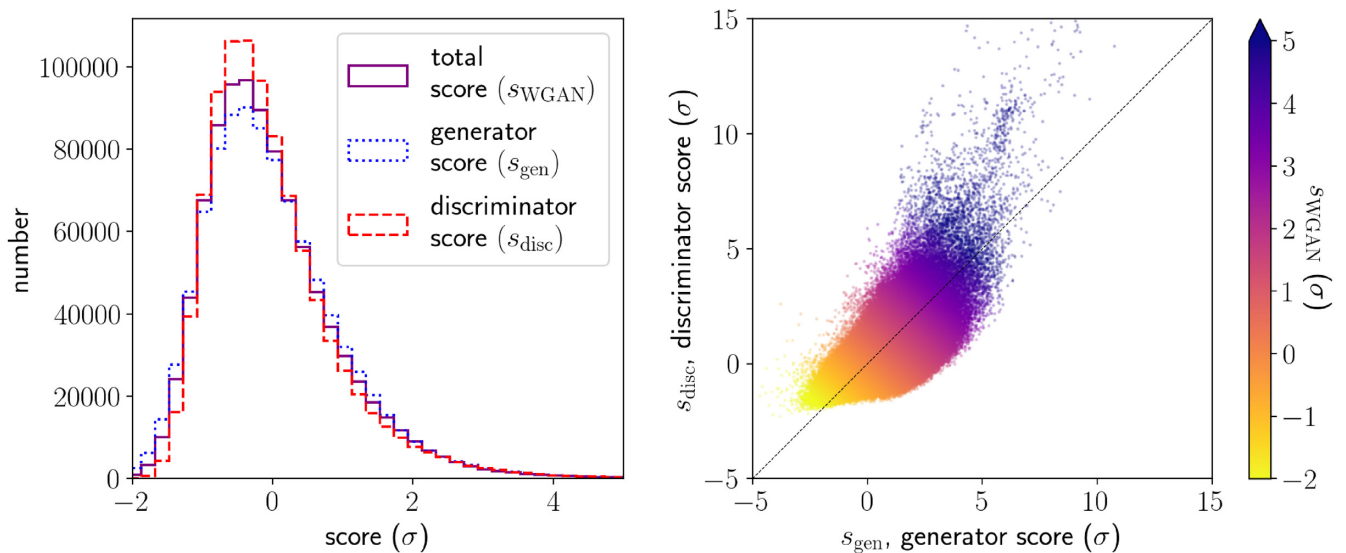 number
100000
80000
60000
40000
20000
0
−2
0
2
4
score (σ)
total
score (s_WGAN)
generator
score (s_gen)
discriminator
score (s_disc)
s_disc, discriminator score (σ)
15
10
5
0
−5
−5
0
5
10
15
s_gen, generator score (σ)
5
4
3
2
1
0
−1
−2
s_WGAN (σ)